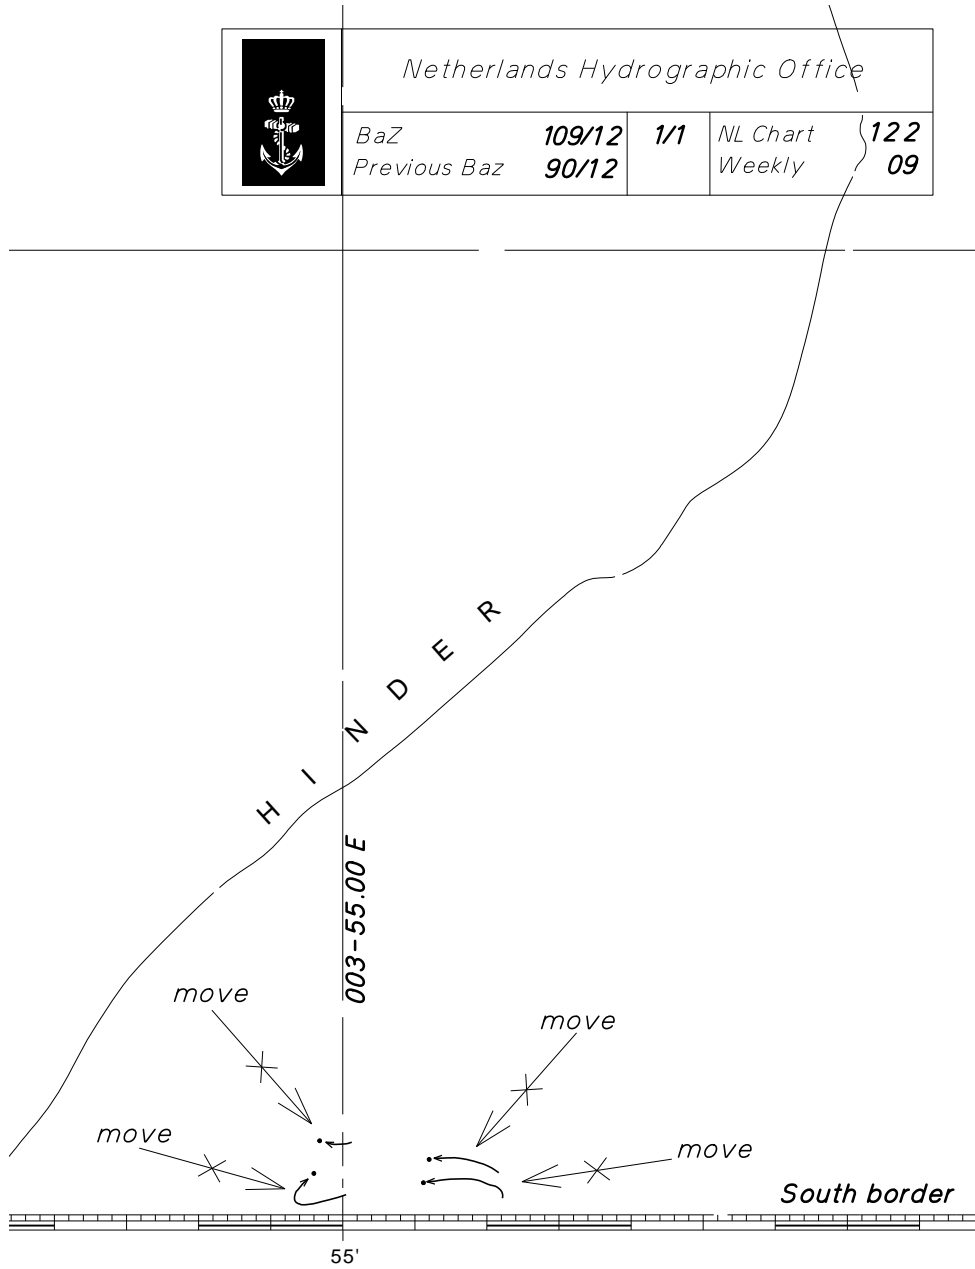 Netherlands Hydrographic Office
BaZ 109/12 1/1 NL Chart 122
Previous Baz 90/12 Weekly 09
HINDER
003-55.00 E
move
move
move
move
South border
55'